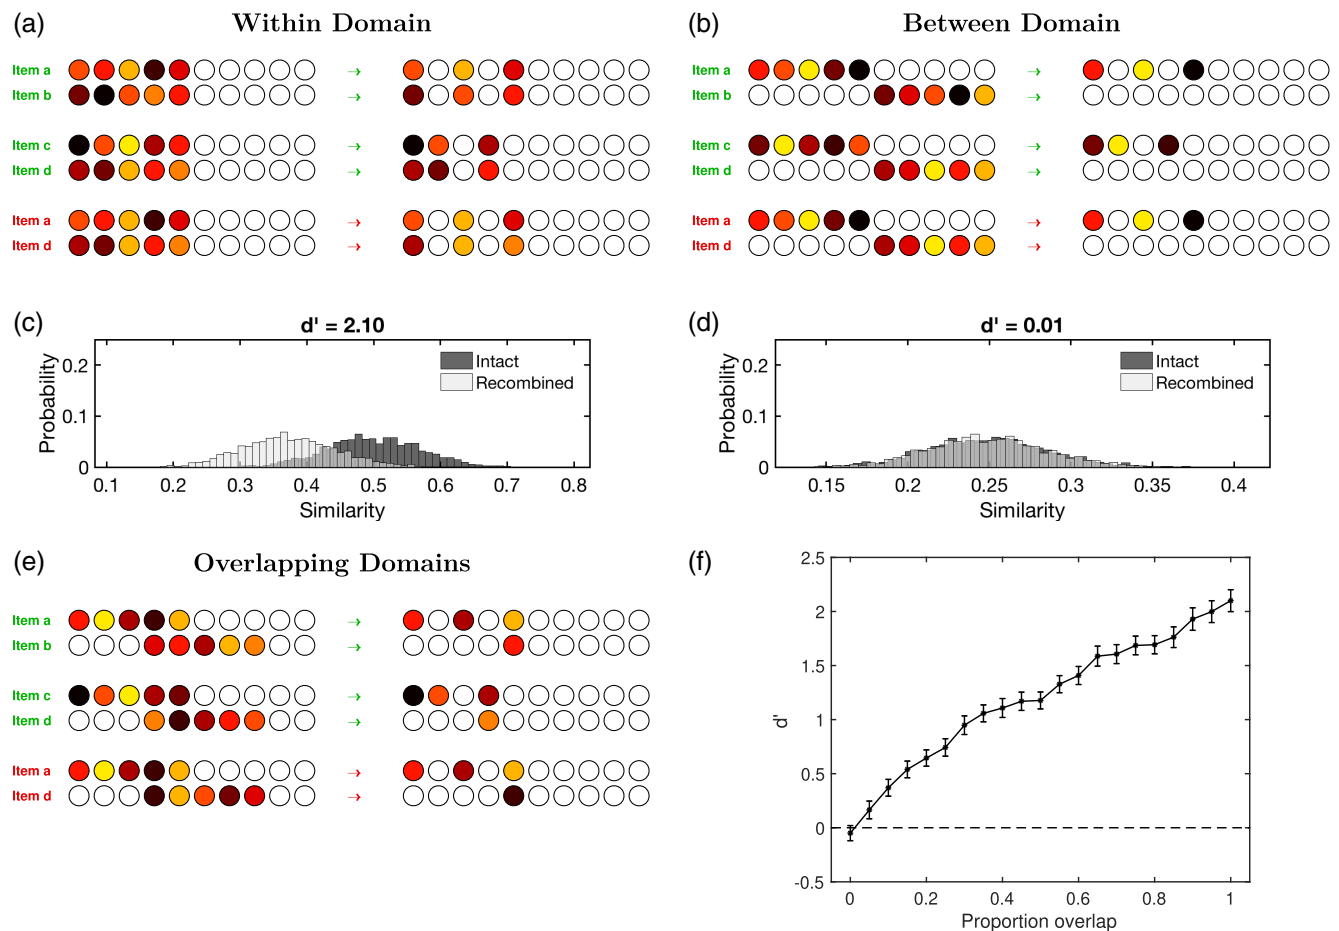 (a) Within Domain
Item a →
Item b →
Item c →
Item d →
Item a →
Item d →
(b) Between Domain
Item a →
Item b →
Item c →
Item d →
Item a →
Item d →
(c) d' = 2.10
Probability
0.2
0.1
0
Intact
Recombined
0.1 0.2 0.3 0.4 0.5 0.6 0.7 0.8
Similarity
(d) d' = 0.01
Probability
0.2
0.1
0
Intact
Recombined
0.15 0.2 0.25 0.3 0.35 0.4
Similarity
(e) Overlapping Domains
Item a →
Item b →
Item c →
Item d →
Item a →
Item d →
(f)
d'
2.5
2
1.5
1
0.5
0
-0.5
0 0.2 0.4 0.6 0.8 1
Proportion overlap